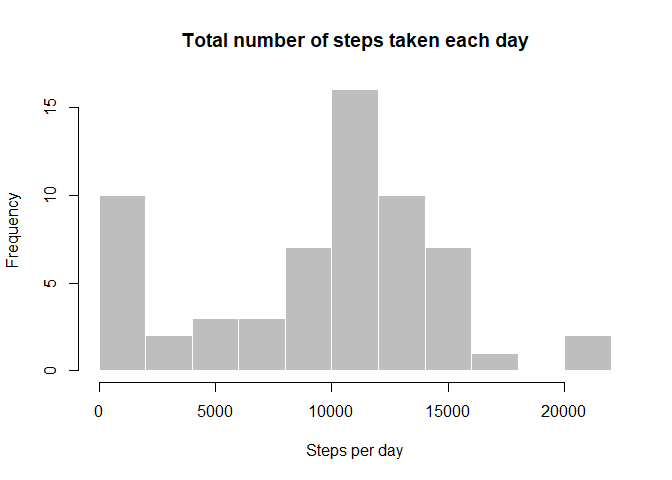 Total number of steps taken each day
Frequency
15
10
5
0
0 5000 10000 15000 20000
Steps per day